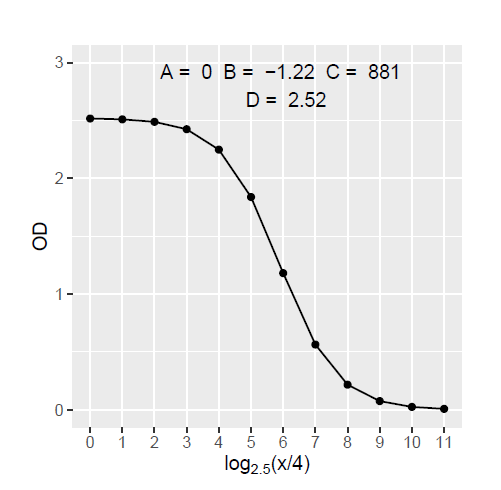 A = 0 B = −1.22 C = 881
D = 2.52
3
2
1
0
OD
0 1 2 3 4 5 6 7 8 9 10 11
log2.5(x/4)